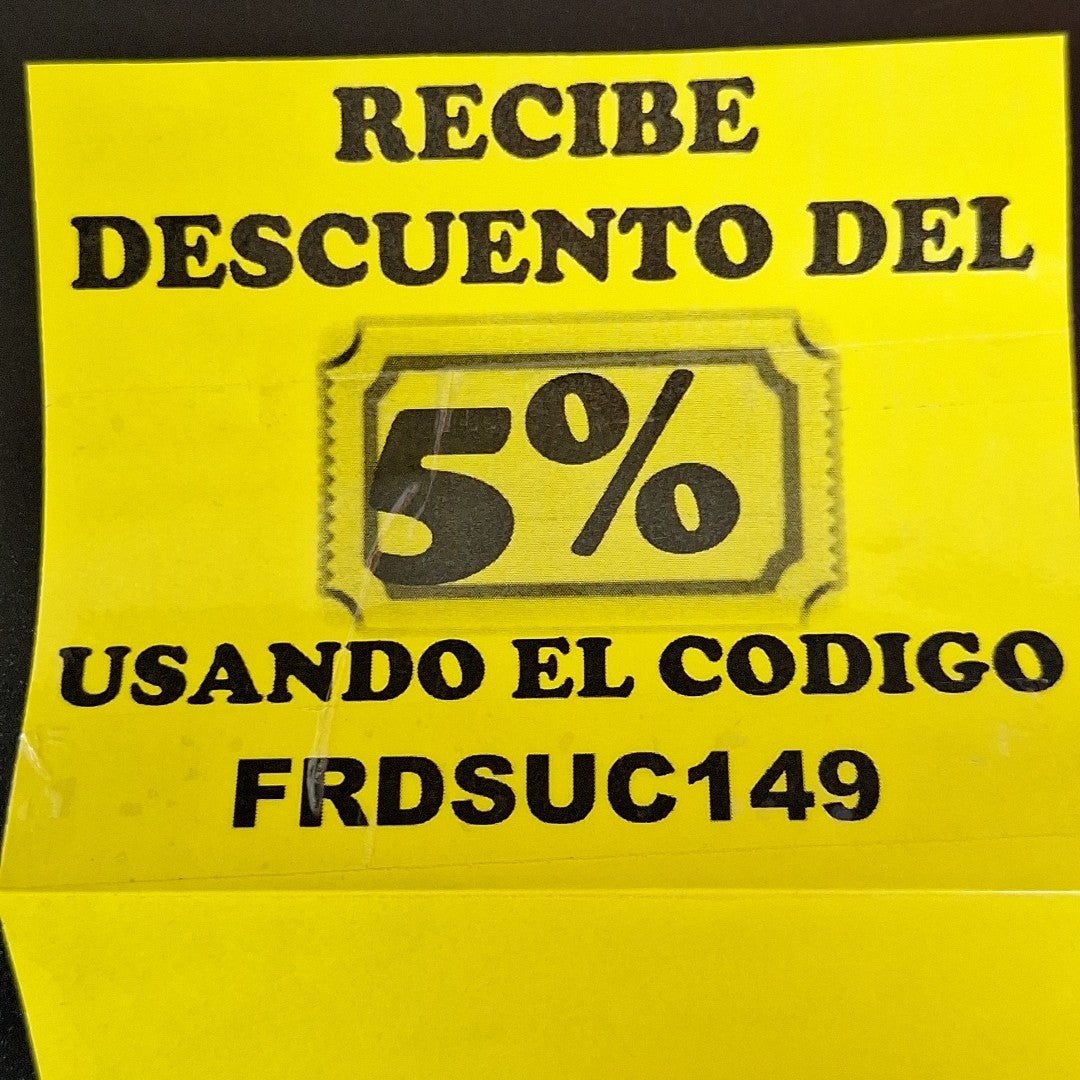 RECIBE
DESCUENTO DEL
5%
USANDO EL CODIGO
FRDSUC149